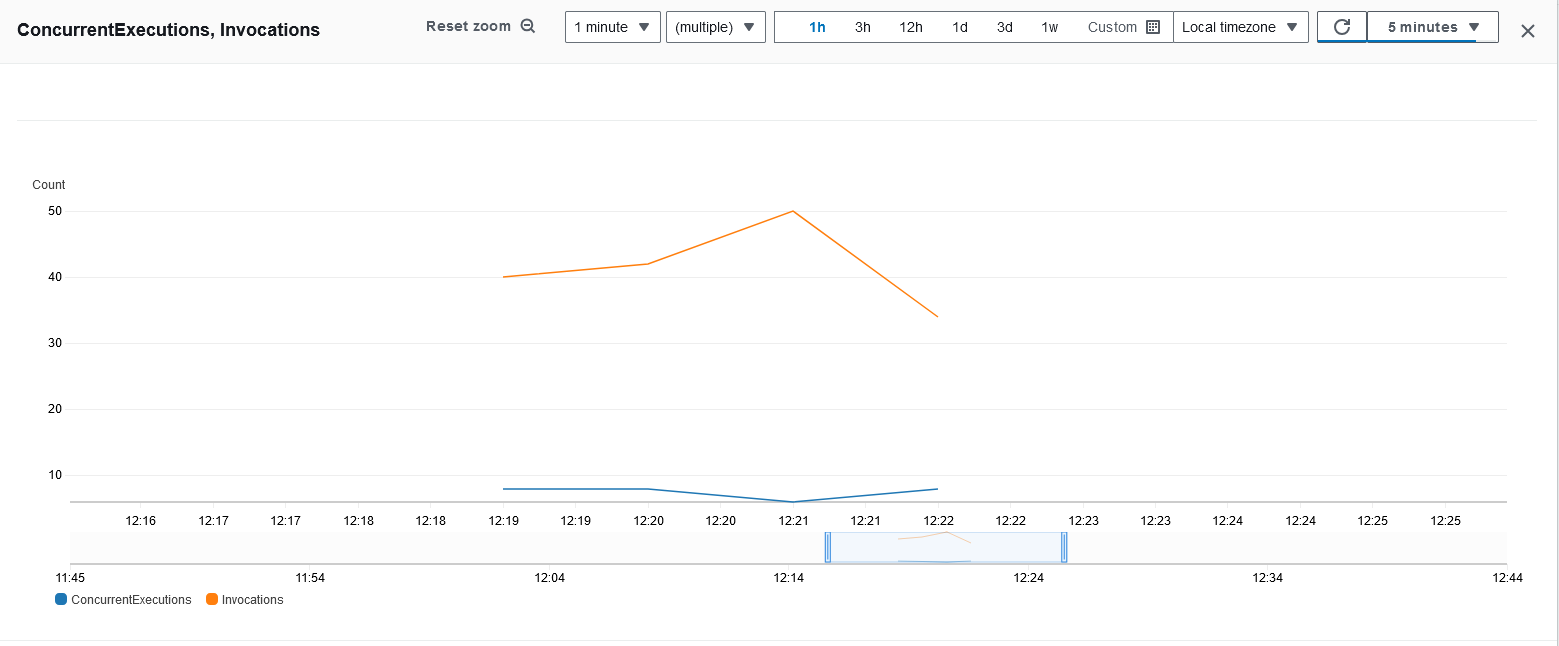 ConcurrentExecutions, Invocations
Reset zoom
1 minute
(multiple)
1h 3h 12h 1d 3d 1w Custom
Local timezone
5 minutes
Count
50
40
30
20
10
12:16 12:17 12:17 12:18 12:18 12:19 12:19 12:20 12:20 12:21 12:21 12:22 12:22 12:23 12:23 12:24 12:24 12:25 12:25
11:45 11:54 12:04 12:14 12:24 12:34 12:44
ConcurrentExecutions Invocations